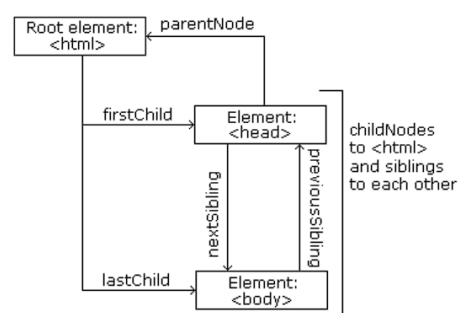 Root element:
<html>
parentNode
firstChild
Element:
<head>
childNodes
to <html>
and siblings
to each other
nextSibling
previousSibling
lastChild
Element:
<body>